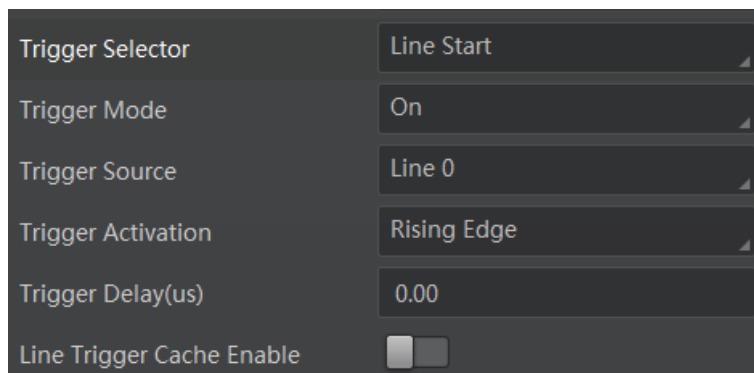 Trigger Selector Line Start
Trigger Mode On
Trigger Source Line 0
Trigger Activation Rising Edge
Trigger Delay(us) 0.00
Line Trigger Cache Enable